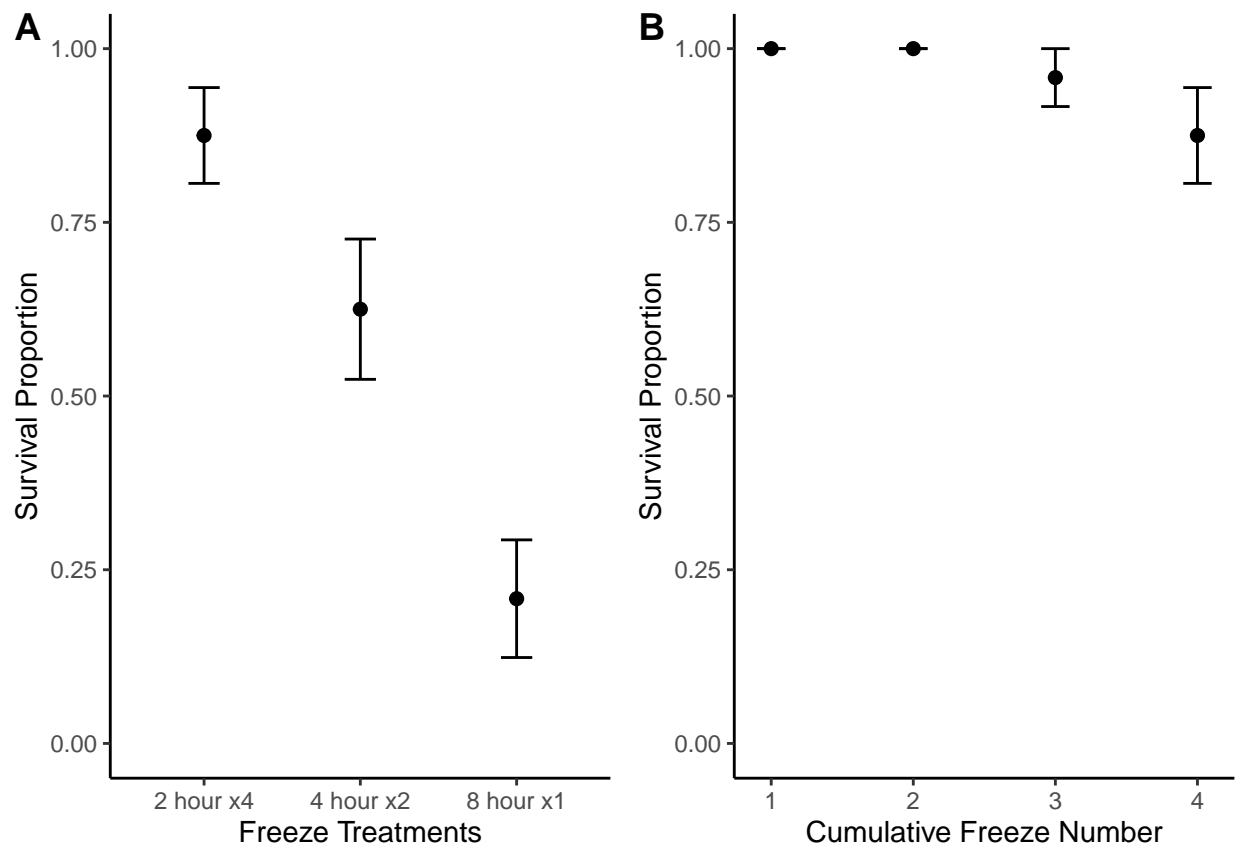 A
1.00
0.75
0.50
0.25
0.00
Survival Proportion
2 hour x4 4 hour x2 8 hour x1
Freeze Treatments
B
1.00
0.75
0.50
0.25
0.00
Survival Proportion
1 2 3 4
Cumulative Freeze Number